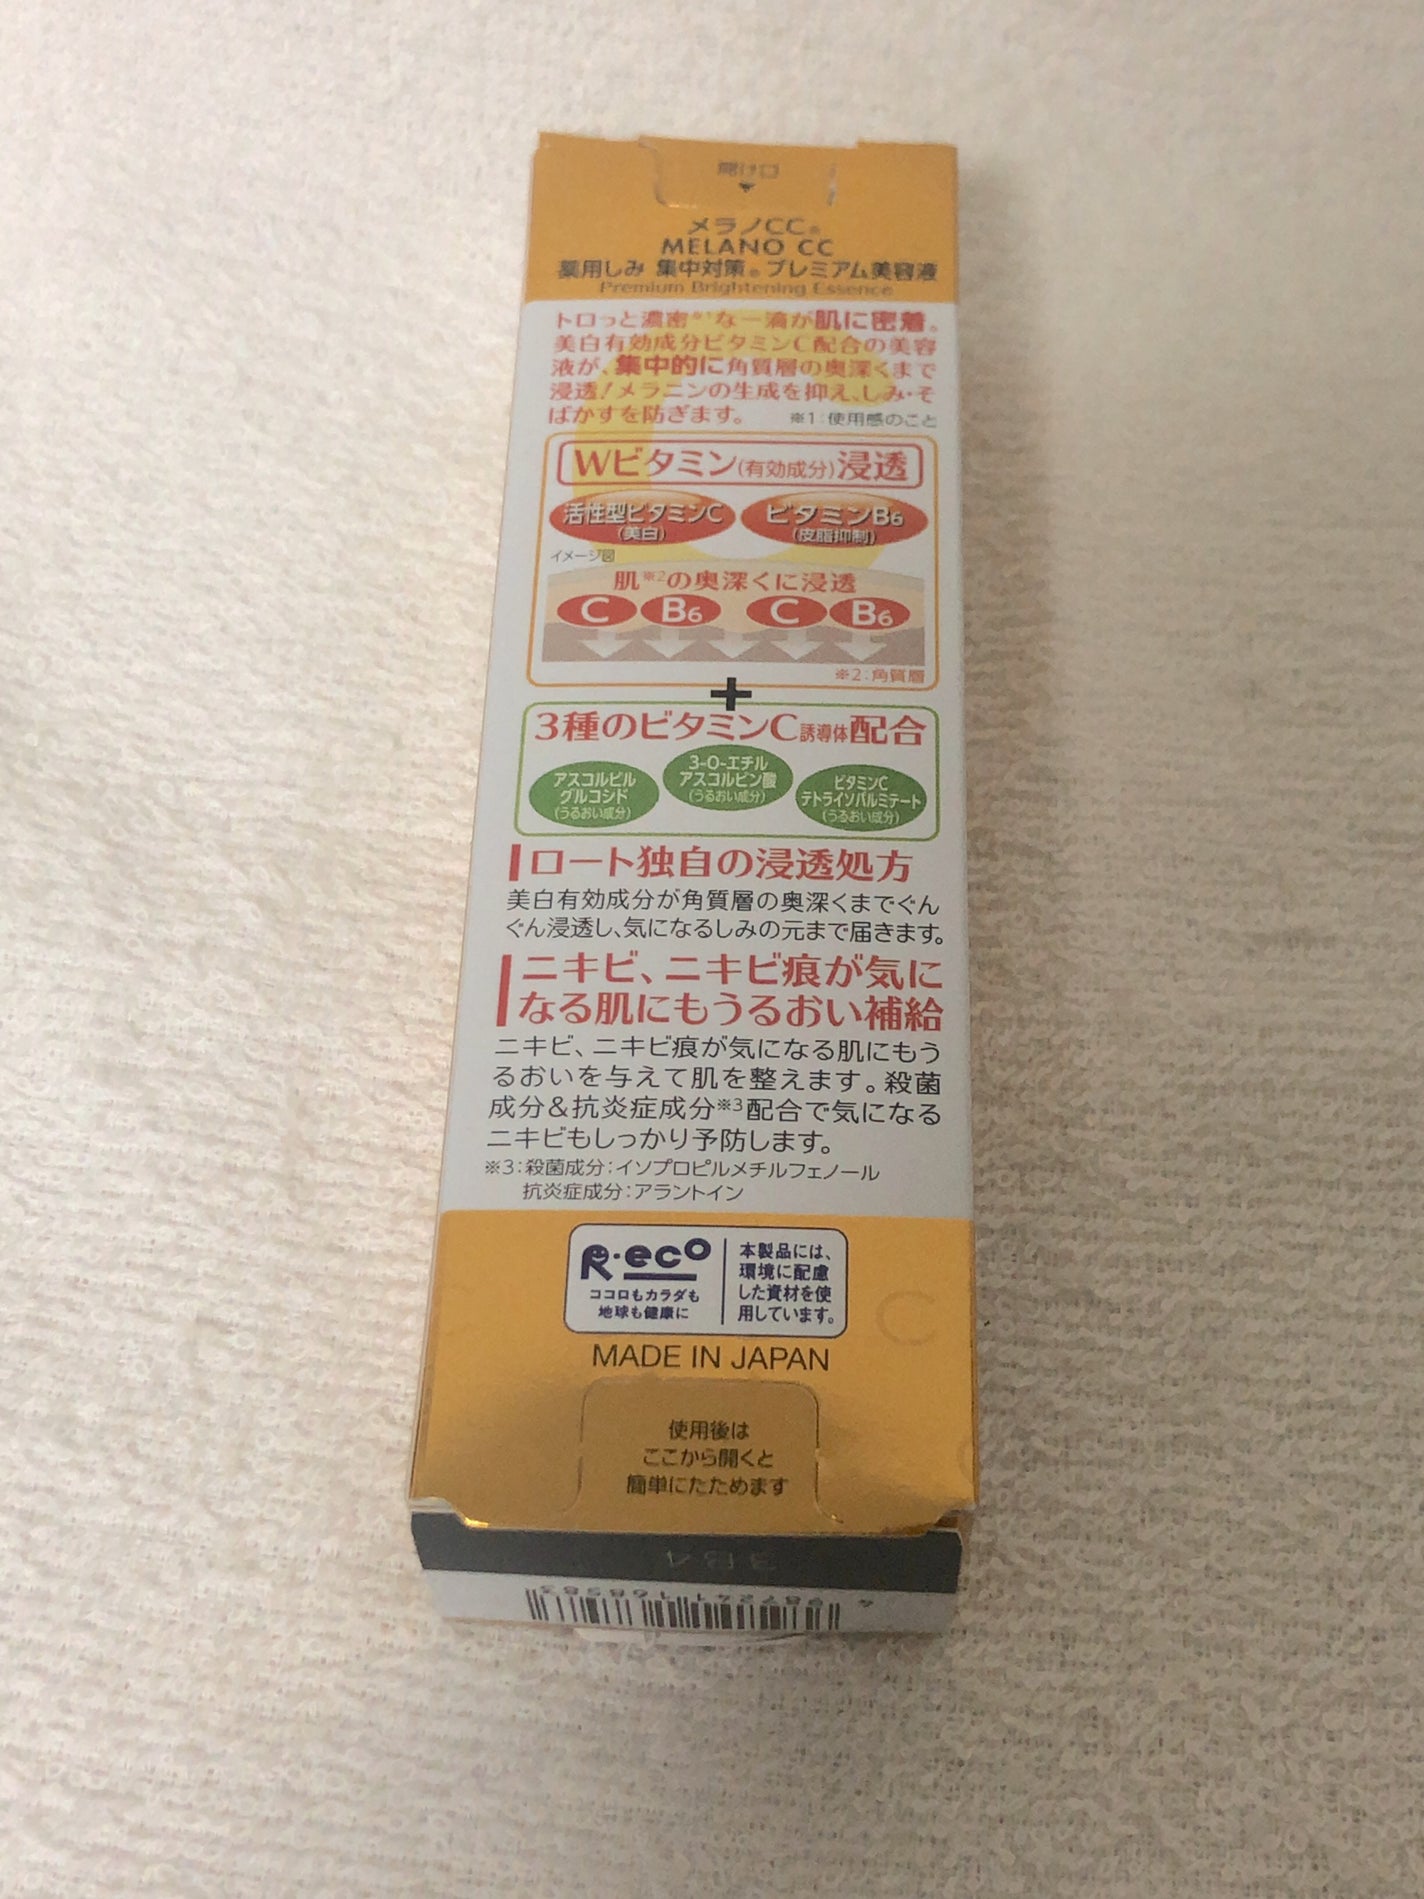 開け口
メラノCC®
MELANO CC
薬用しみ 集中対策®プレミアム美容液
Premium Brightening Essence
トロっと濃密※1な一滴が肌に密着。
美白有効成分ビタミンC配合の美容
液が、集中的に角質層の奥深くまで
浸透!メラニンの生成を抑え、しみ・そ
ばかすを防ぎます。 ※1:使用感のこと
Wビタミン(有効成分)浸透
活性型ビタミンC
(美白)
ビタミンB6
(皮脂抑制)
イメージ図
肌※2の奥深くに浸透
C B6 C B6
※2:角質層
+
3種のビタミンC誘導体配合
アスコルビル
グルコシド
(うるおい成分)
3-O-エチル
アスコルビン酸
(うるおい成分)
ビタミンC
テトライソパルミテート
(うるおい成分)
ロート独自の浸透処方
美白有効成分が角質層の奥深くまでぐん
ぐん浸透し、気になるしみの元まで届きます。
ニキビ、ニキビ痕が気に
なる肌にもうるおい補給
ニキビ、ニキビ痕が気になる肌にもう
るおいを与えて肌を整えます。殺菌
成分&抗炎症成分※3配合で気になる
ニキビもしっかり予防します。
※3:殺菌成分:イソプロピルメチルフェノール
抗炎症成分:アラントイン
R・eco
ココロもカラダも
地球も健康に
本製品には、
環境に配慮
した資材を使
用しています。
MADE IN JAPAN
使用後は
ここから開くと
簡単にたためます